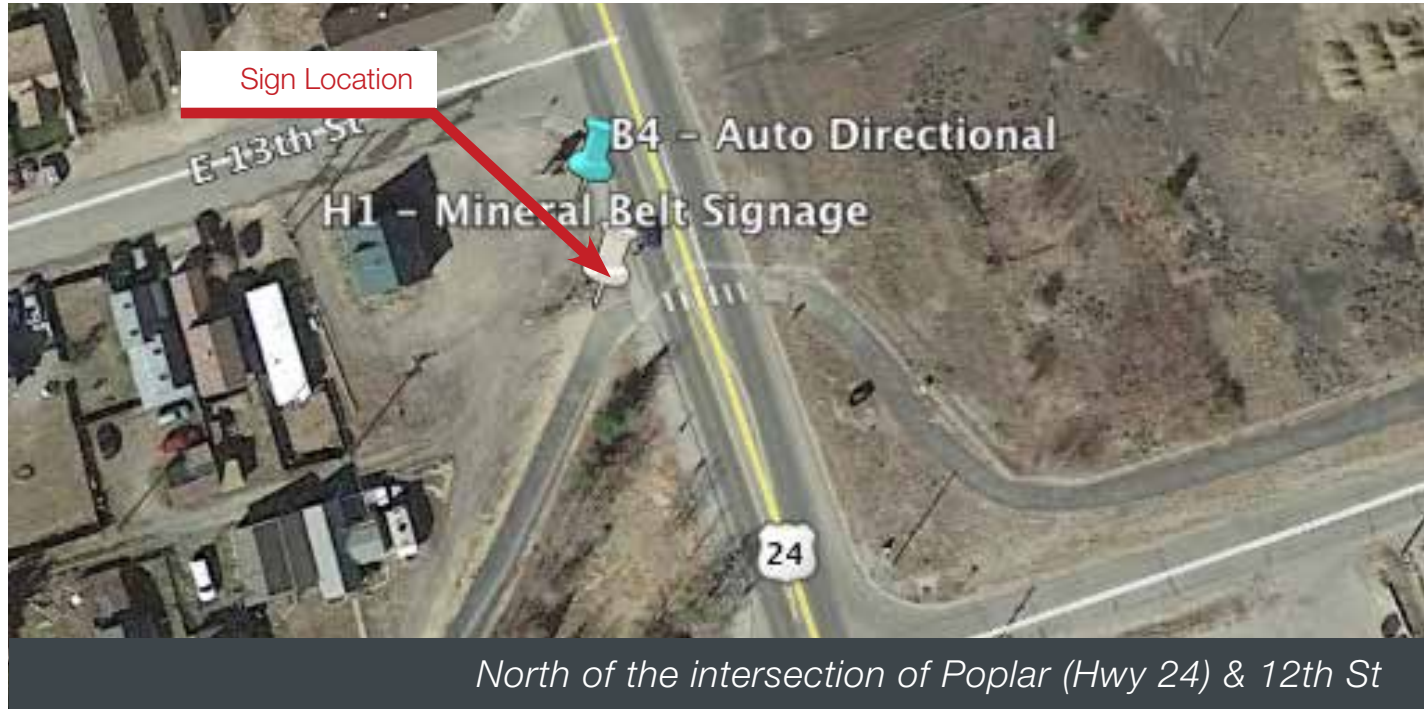 Sign Location
B4 - Auto Directional
E 13th St
H1 - Mineral Belt Signage
24
North of the intersection of Poplar (Hwy 24) & 12th St